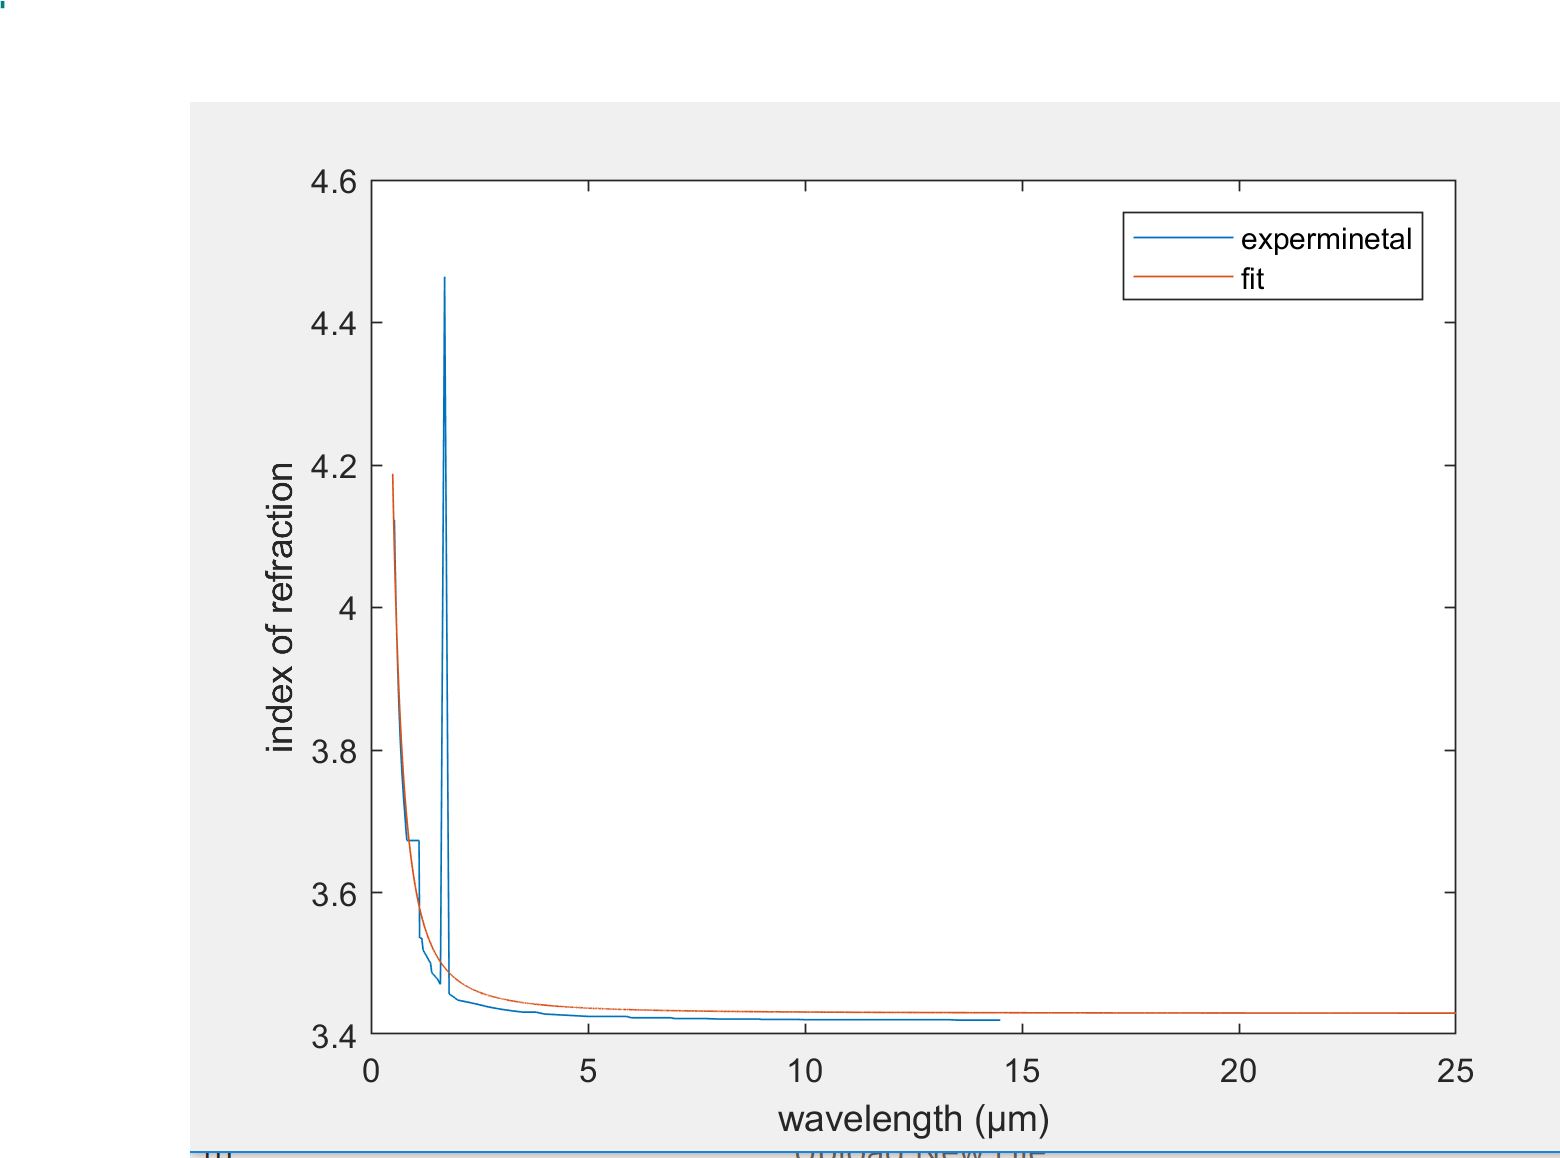 4.6
4.4
4.2
4
3.8
3.6
3.4
0 5 10 15 20 25
index of refraction
wavelength (μm)
experminetal
fit